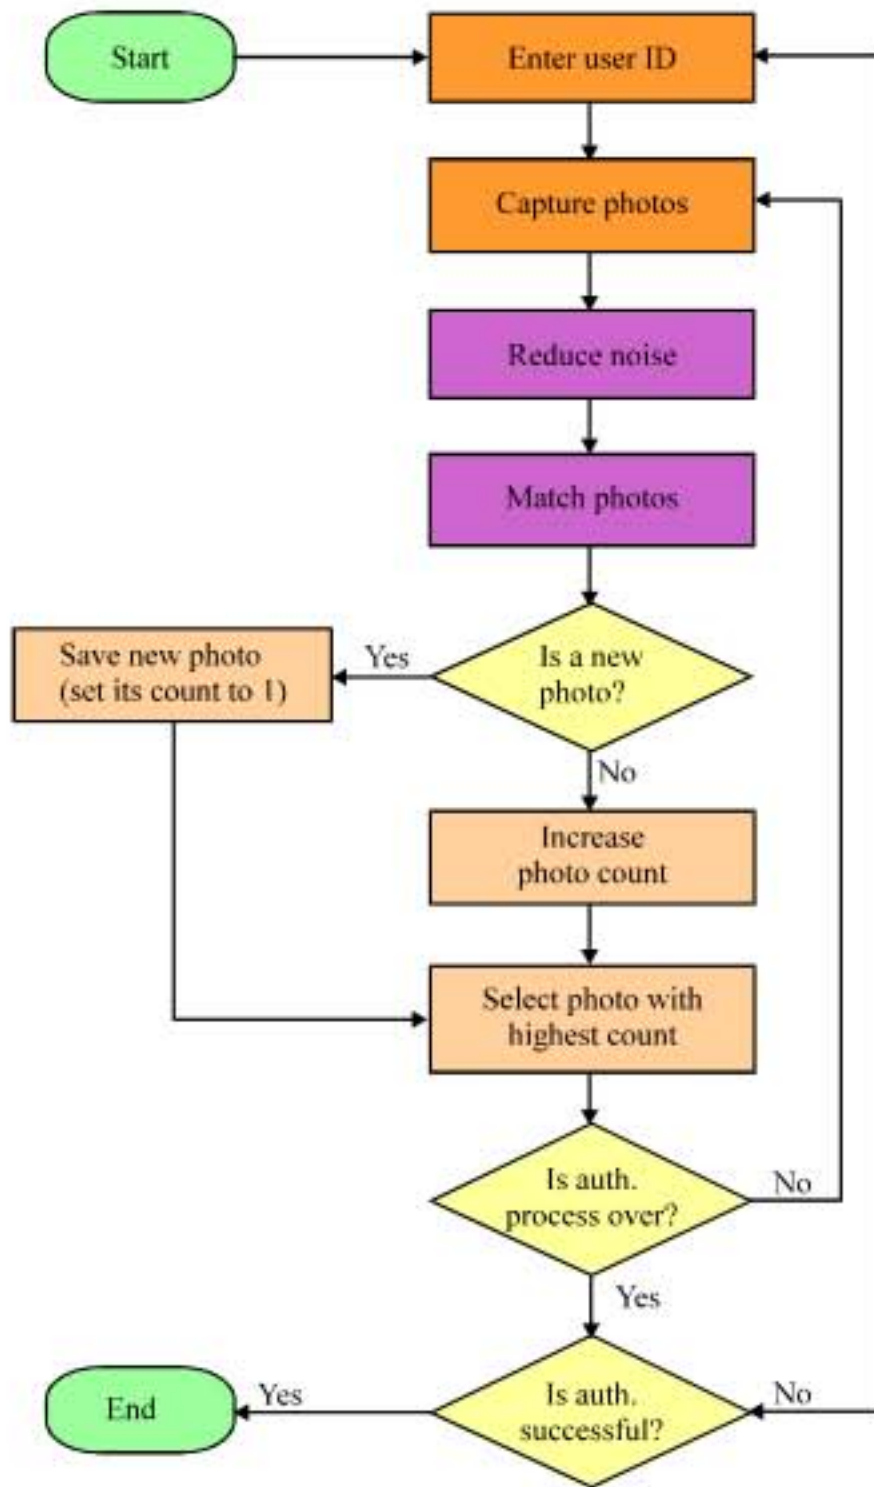 Start
Enter user ID
Capture photos
Reduce noise
Match photos
Is a new
photo?
Yes
Save new photo
(set its count to 1)
No
Increase
photo count
Select photo with
highest count
Is auth.
process over?
No
Yes
Is auth.
successful?
No
Yes
End